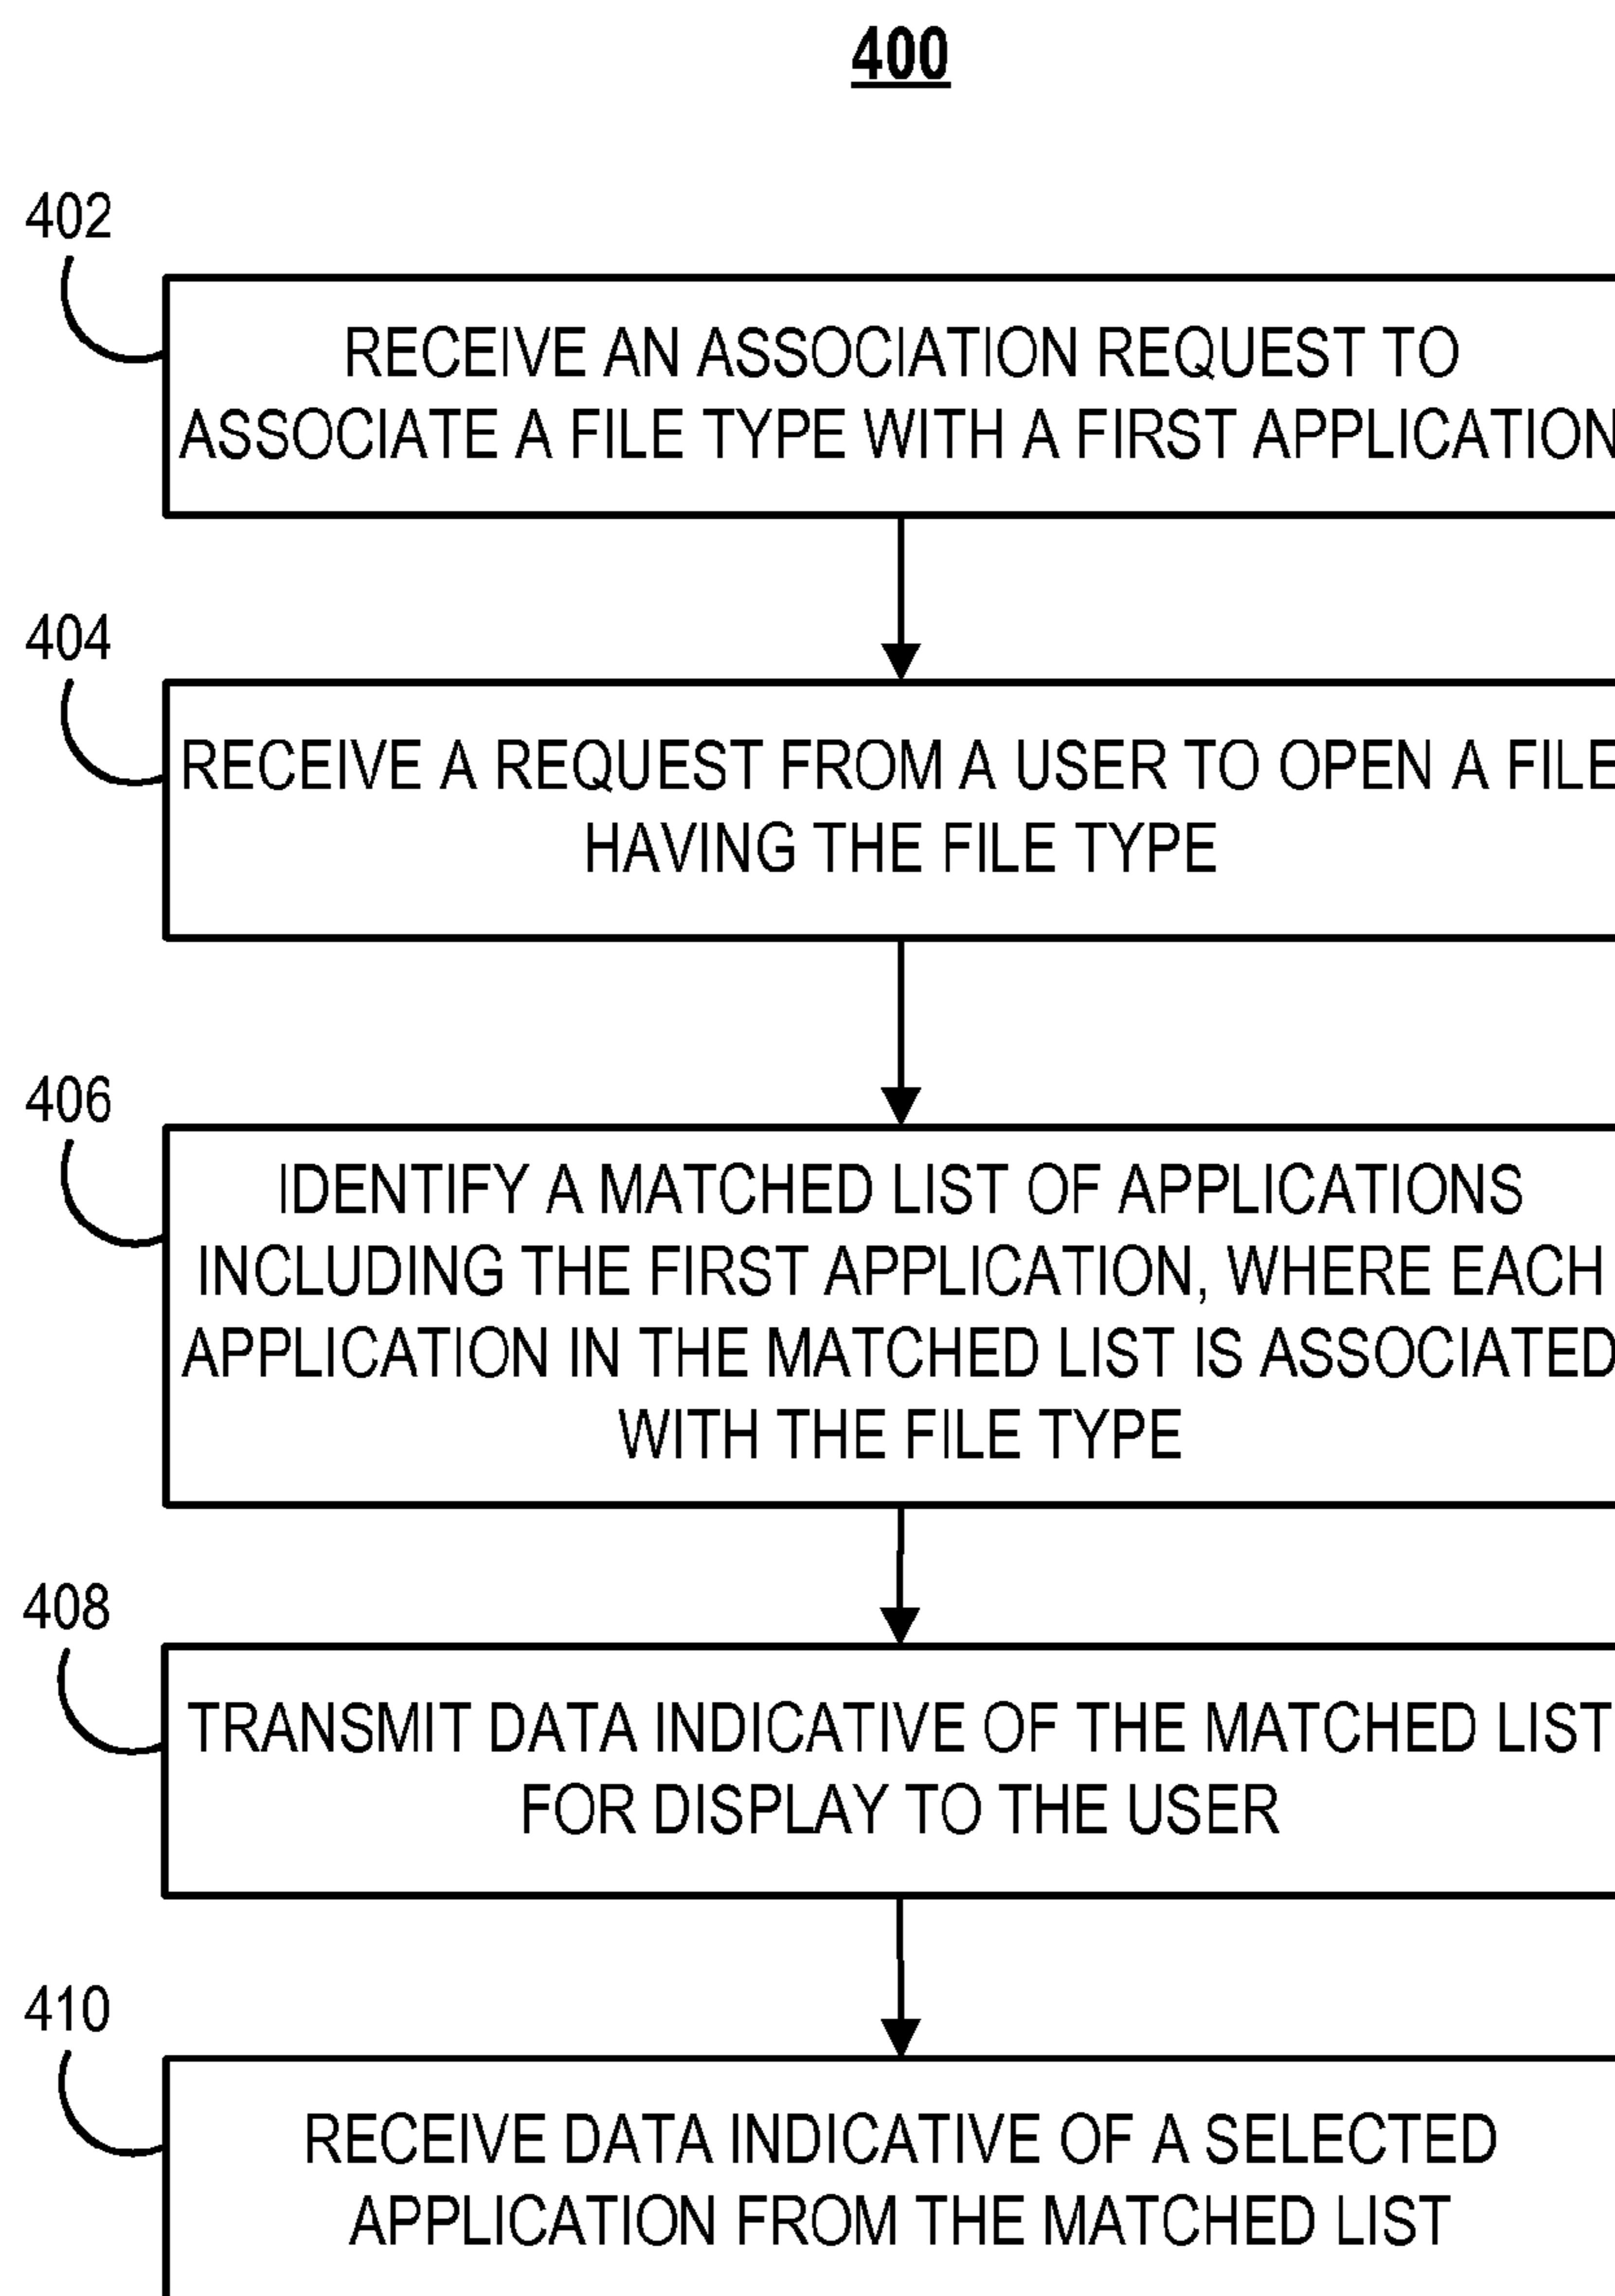 400
402
RECEIVE AN ASSOCIATION REQUEST TO
ASSOCIATE A FILE TYPE WITH A FIRST APPLICATION
404
RECEIVE A REQUEST FROM A USER TO OPEN A FILE
HAVING THE FILE TYPE
406
IDENTIFY A MATCHED LIST OF APPLICATIONS
INCLUDING THE FIRST APPLICATION, WHERE EACH
APPLICATION IN THE MATCHED LIST IS ASSOCIATED
WITH THE FILE TYPE
408
TRANSMIT DATA INDICATIVE OF THE MATCHED LIST
FOR DISPLAY TO THE USER
410
RECEIVE DATA INDICATIVE OF A SELECTED
APPLICATION FROM THE MATCHED LIST